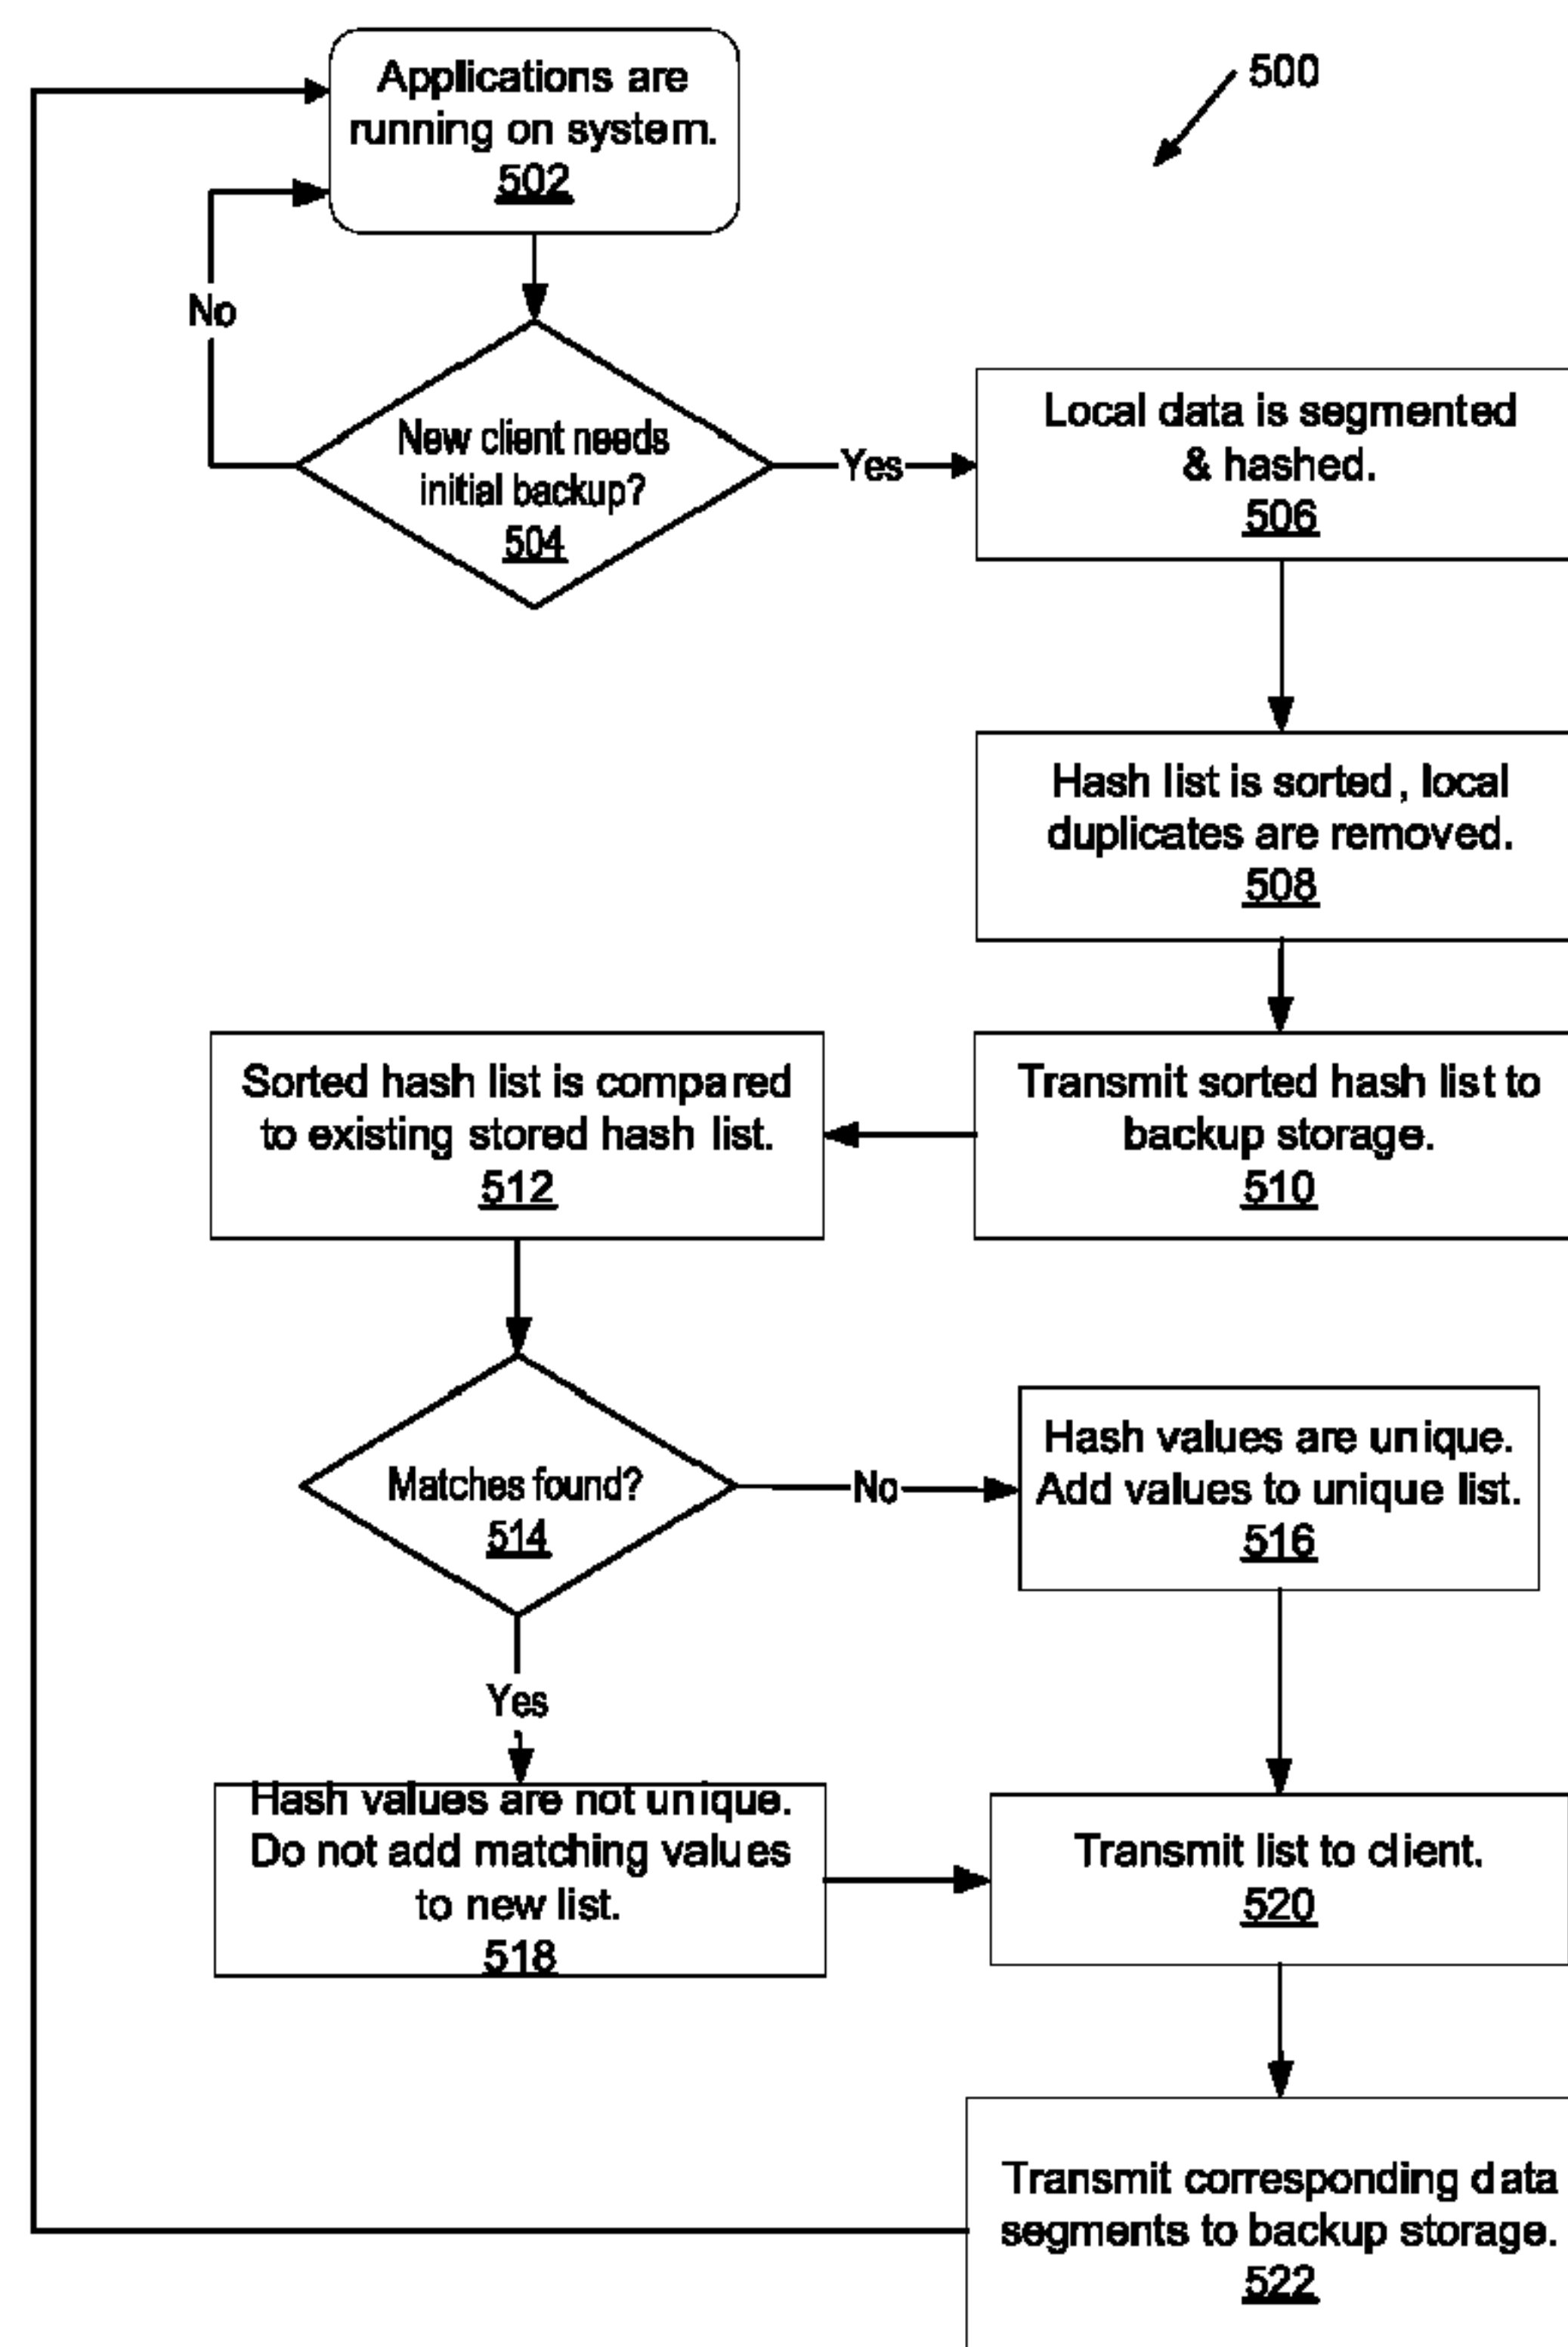 Applications are
running on system.
502
500
No
New client needs
initial backup?
504
Yes
Local data is segmented
& hashed.
506
Hash list is sorted, local
duplicates are removed.
508
Transmit sorted hash list to
backup storage.
510
Sorted hash list is compared
to existing stored hash list.
512
Matches found?
514
No
Hash values are unique.
Add values to unique list.
516
Yes
Hash values are not unique.
Do not add matching values
to new list.
518
Transmit list to client.
520
Transmit corresponding data
segments to backup storage.
522